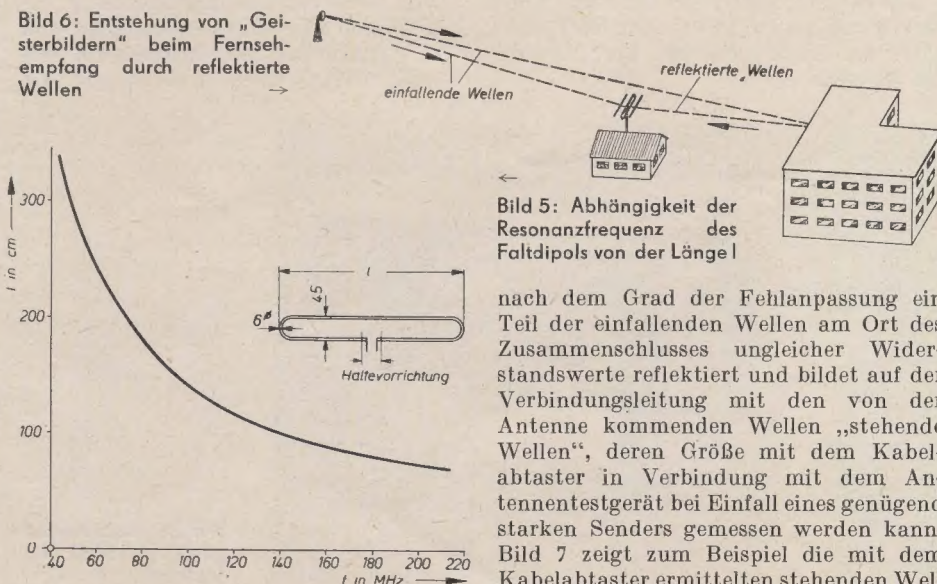 Bild 6: Entstehung von „Gei-
sterbildern“ beim Fernseh-
empfang durch reflektierte
Wellen →
einfallende Wellen
reflektierte Wellen
←
Bild 5: Abhängigkeit der
Resonanzfrequenz des
Faltdipols von der Länge l
l in cm
300
200
100
0
40 60 80 100 120 140 160 180 200 220
f in MHz
l
45
6⌀
Haltevorrichtung
nach dem Grad der Fehlanpassung ein
Teil der einfallenden Wellen am Ort des
Zusammenschlusses ungleicher Wider-
standswerte reflektiert und bildet auf der
Verbindungsleitung mit den von der
Antenne kommenden Wellen „stehende
Wellen“, deren Größe mit dem Kabel-
abtaster in Verbindung mit dem An-
tennentestgerät bei Einfall eines genügend
starken Senders gemessen werden kann.
Bild 7 zeigt zum Beispiel die mit dem
Kabelabtaster ermittelten stehenden Wel-